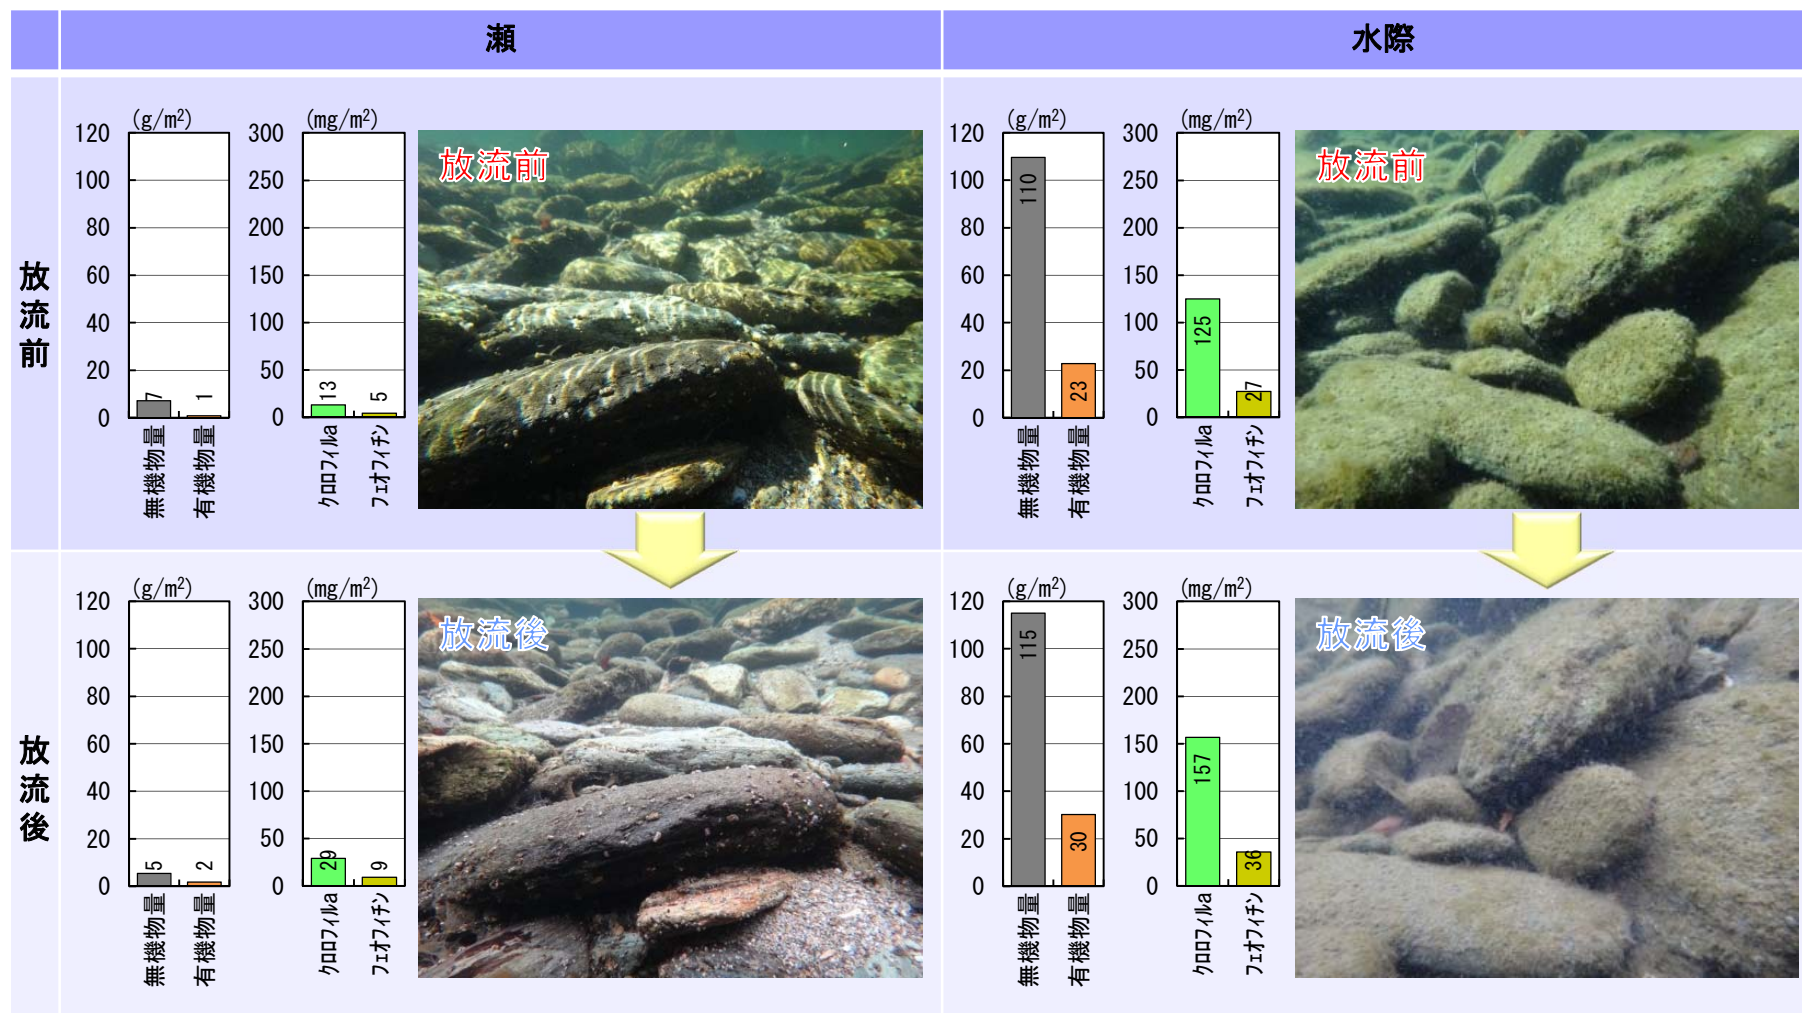 瀬
水際
放流前
(g/m²)
120
100
80
60
40
20
0
7
1
無機物量
有機物量
(mg/m²)
300
250
200
150
100
50
0
13
5
ｸﾛﾛﾌｨﾙa
ﾌｪｵﾌｨﾁﾝ
放流前
(g/m²)
120
100
80
60
40
20
0
110
23
無機物量
有機物量
(mg/m²)
300
250
200
150
100
50
0
125
27
ｸﾛﾛﾌｨﾙa
ﾌｪｵﾌｨﾁﾝ
放流前
放流後
(g/m²)
120
100
80
60
40
20
0
5
2
無機物量
有機物量
(mg/m²)
300
250
200
150
100
50
0
29
9
ｸﾛﾛﾌｨﾙa
ﾌｪｵﾌｨﾁﾝ
放流後
(g/m²)
120
100
80
60
40
20
0
115
30
無機物量
有機物量
(mg/m²)
300
250
200
150
100
50
0
157
36
ｸﾛﾛﾌｨﾙa
ﾌｪｵﾌｨﾁﾝ
放流後